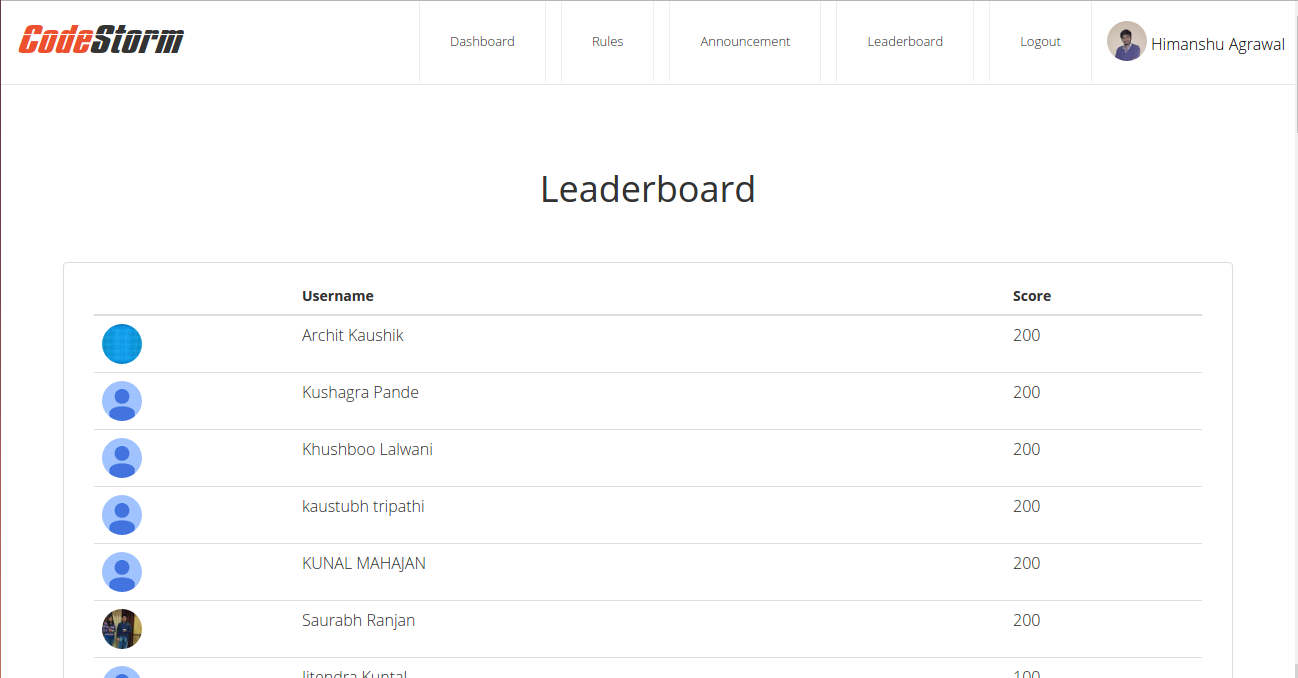 CodeStorm
Dashboard
Rules
Announcement
Leaderboard
Logout
Himanshu Agrawal
Leaderboard
Username Score
Archit Kaushik 200
Kushagra Pande 200
Khushboo Lalwani 200
kaustubh tripathi 200
KUNAL MAHAJAN 200
Saurabh Ranjan 200
Jitendra Kuntal 100